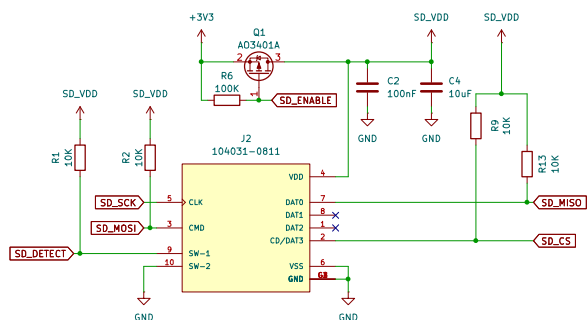 +3V3
Q1
AO3401A
2
3
1
R6
100K
SD_ENABLE
SD_VDD
SD_VDD
C2
100nF
GND
C4
10uF
GND
R9
10K
R13
10K
SD_VDD
SD_VDD
R1
10K
R2
10K
J2
104031-0811
SD_SCK
5
CLK
SD_MOSI
3
CMD
SD_DETECT
9
SW-1
10
SW-2
GND
VDD
4
DAT0
7
SD_MISO
DAT1
8
DAT2
1
CD/DAT3
2
SD_CS
VSS
6
GND
GND